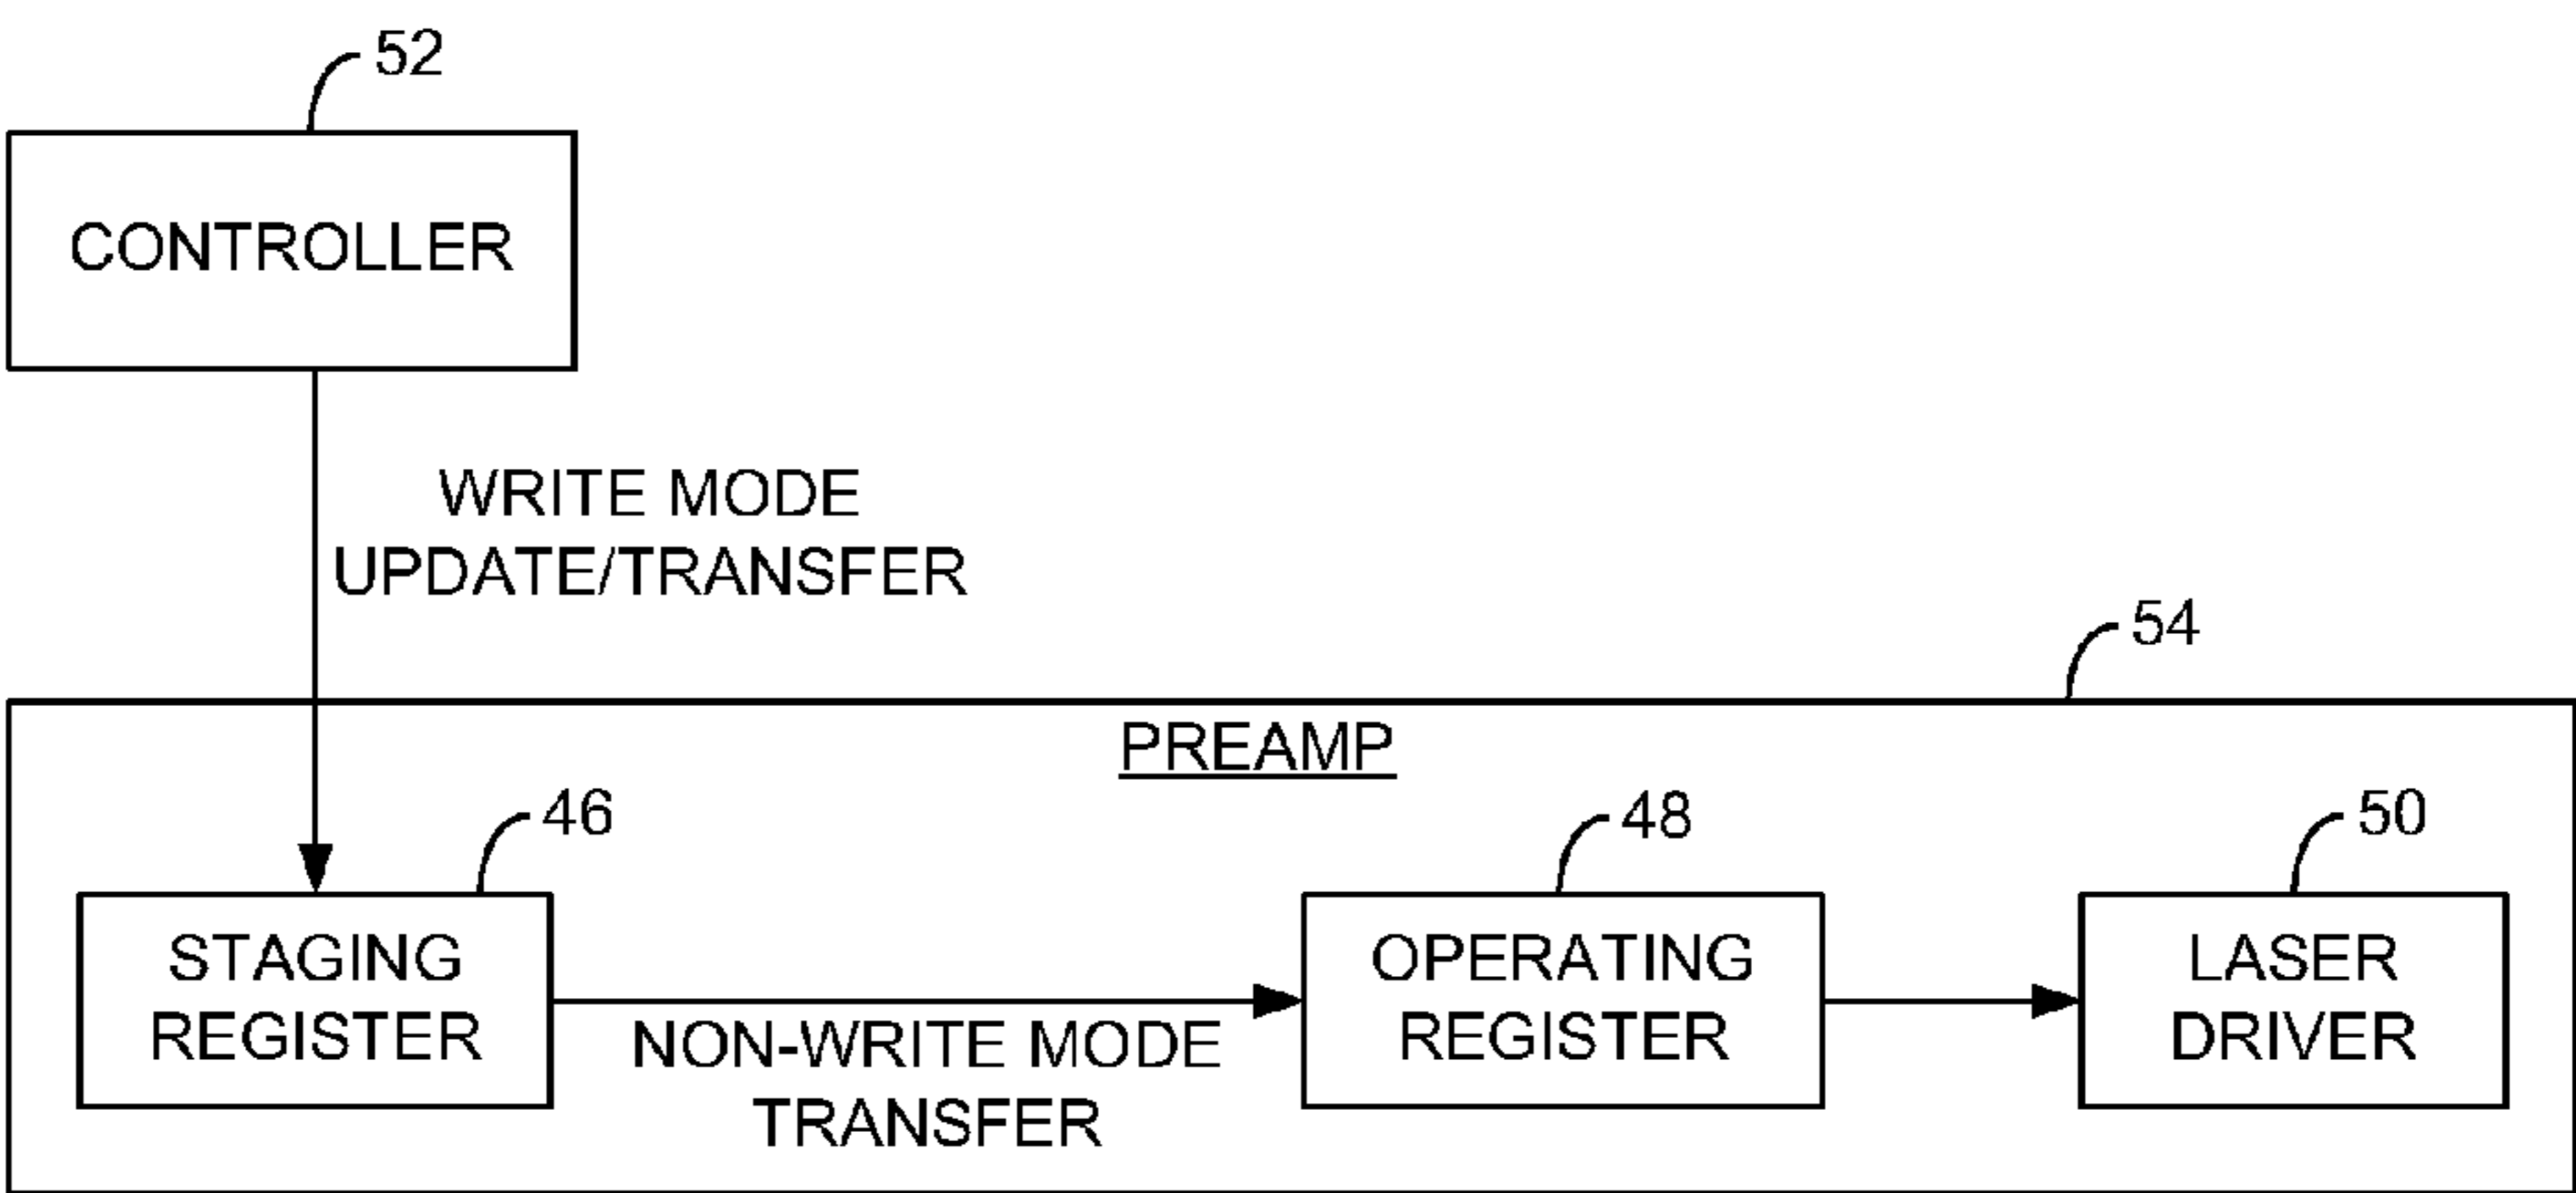 52
CONTROLLER
WRITE MODE
UPDATE/TRANSFER
54
PREAMP
46
48
50
STAGING
REGISTER
NON-WRITE MODE
TRANSFER
OPERATING
REGISTER
LASER
DRIVER